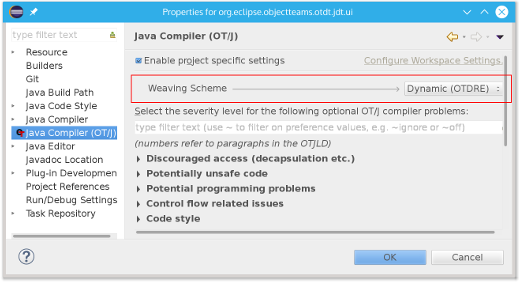 Properties for org.eclipse.objectteams.otdt.jdt.ui
type filter text
Resource
Builders
Git
Java Build Path
Java Code Style
Java Compiler
Java Compiler (OT/J)
Java Editor
Javadoc Location
Plug-in Developmen
Project References
Run/Debug Settings
Task Repository
Java Compiler (OT/J)
Enable project specific settings
Configure Workspace Settings.
Weaving Scheme
Dynamic (OTDRE)
Select the severity level for the following optional OT/J compiler problems:
type filter text (use ~ to filter on preference values, e.g. ~ignore or ~off)
(numbers refer to paragraphs in the OTJLD)
Discouraged access (decapsulation etc.)
Potentially unsafe code
Potential programming problems
Control flow related issues
Code style
?
OK
Cancel